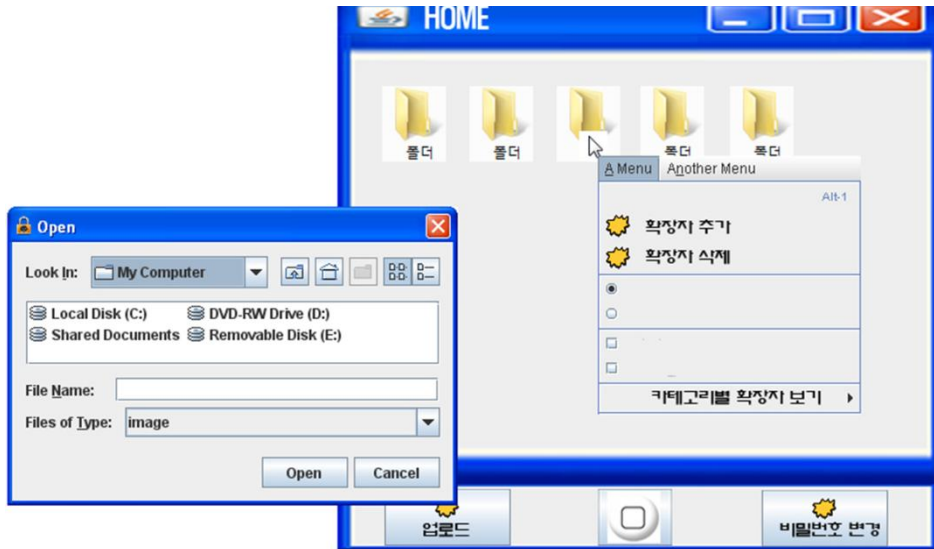 HOME
폴더
폴더
폴더
폴더
A Menu Another Menu
Alt-1
확장자 추가
확장자 삭제
카테고리별 확장자 보기
Open
Look In: My Computer
Local Disk (C:) DVD-RW Drive (D:)
Shared Documents Removable Disk (E:)
File Name:
Files of Type: image
Open Cancel
업로드
비밀번호 변경